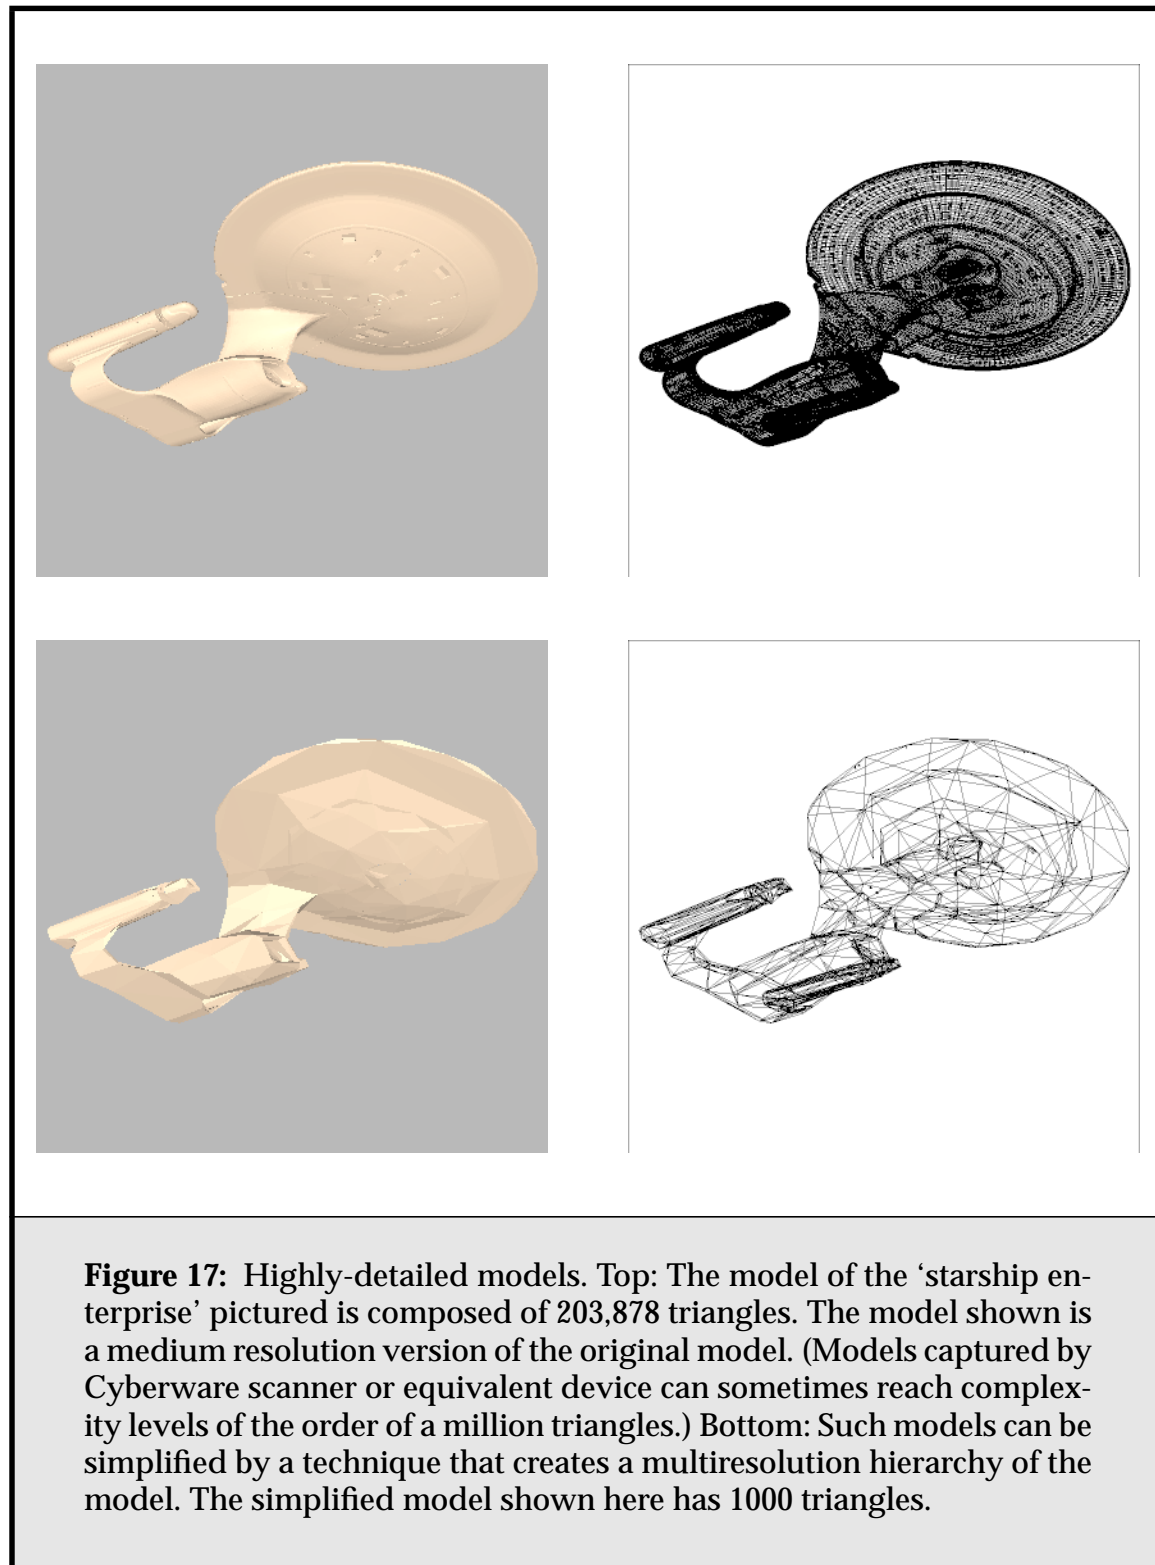 Figure 17: Highly-detailed models. Top: The model of the ‘starship en-
terprise’ pictured is composed of 203,878 triangles. The model shown is
a medium resolution version of the original model. (Models captured by
Cyberware scanner or equivalent device can sometimes reach complex-
ity levels of the order of a million triangles.) Bottom: Such models can be
simplified by a technique that creates a multiresolution hierarchy of the
model. The simplified model shown here has 1000 triangles.